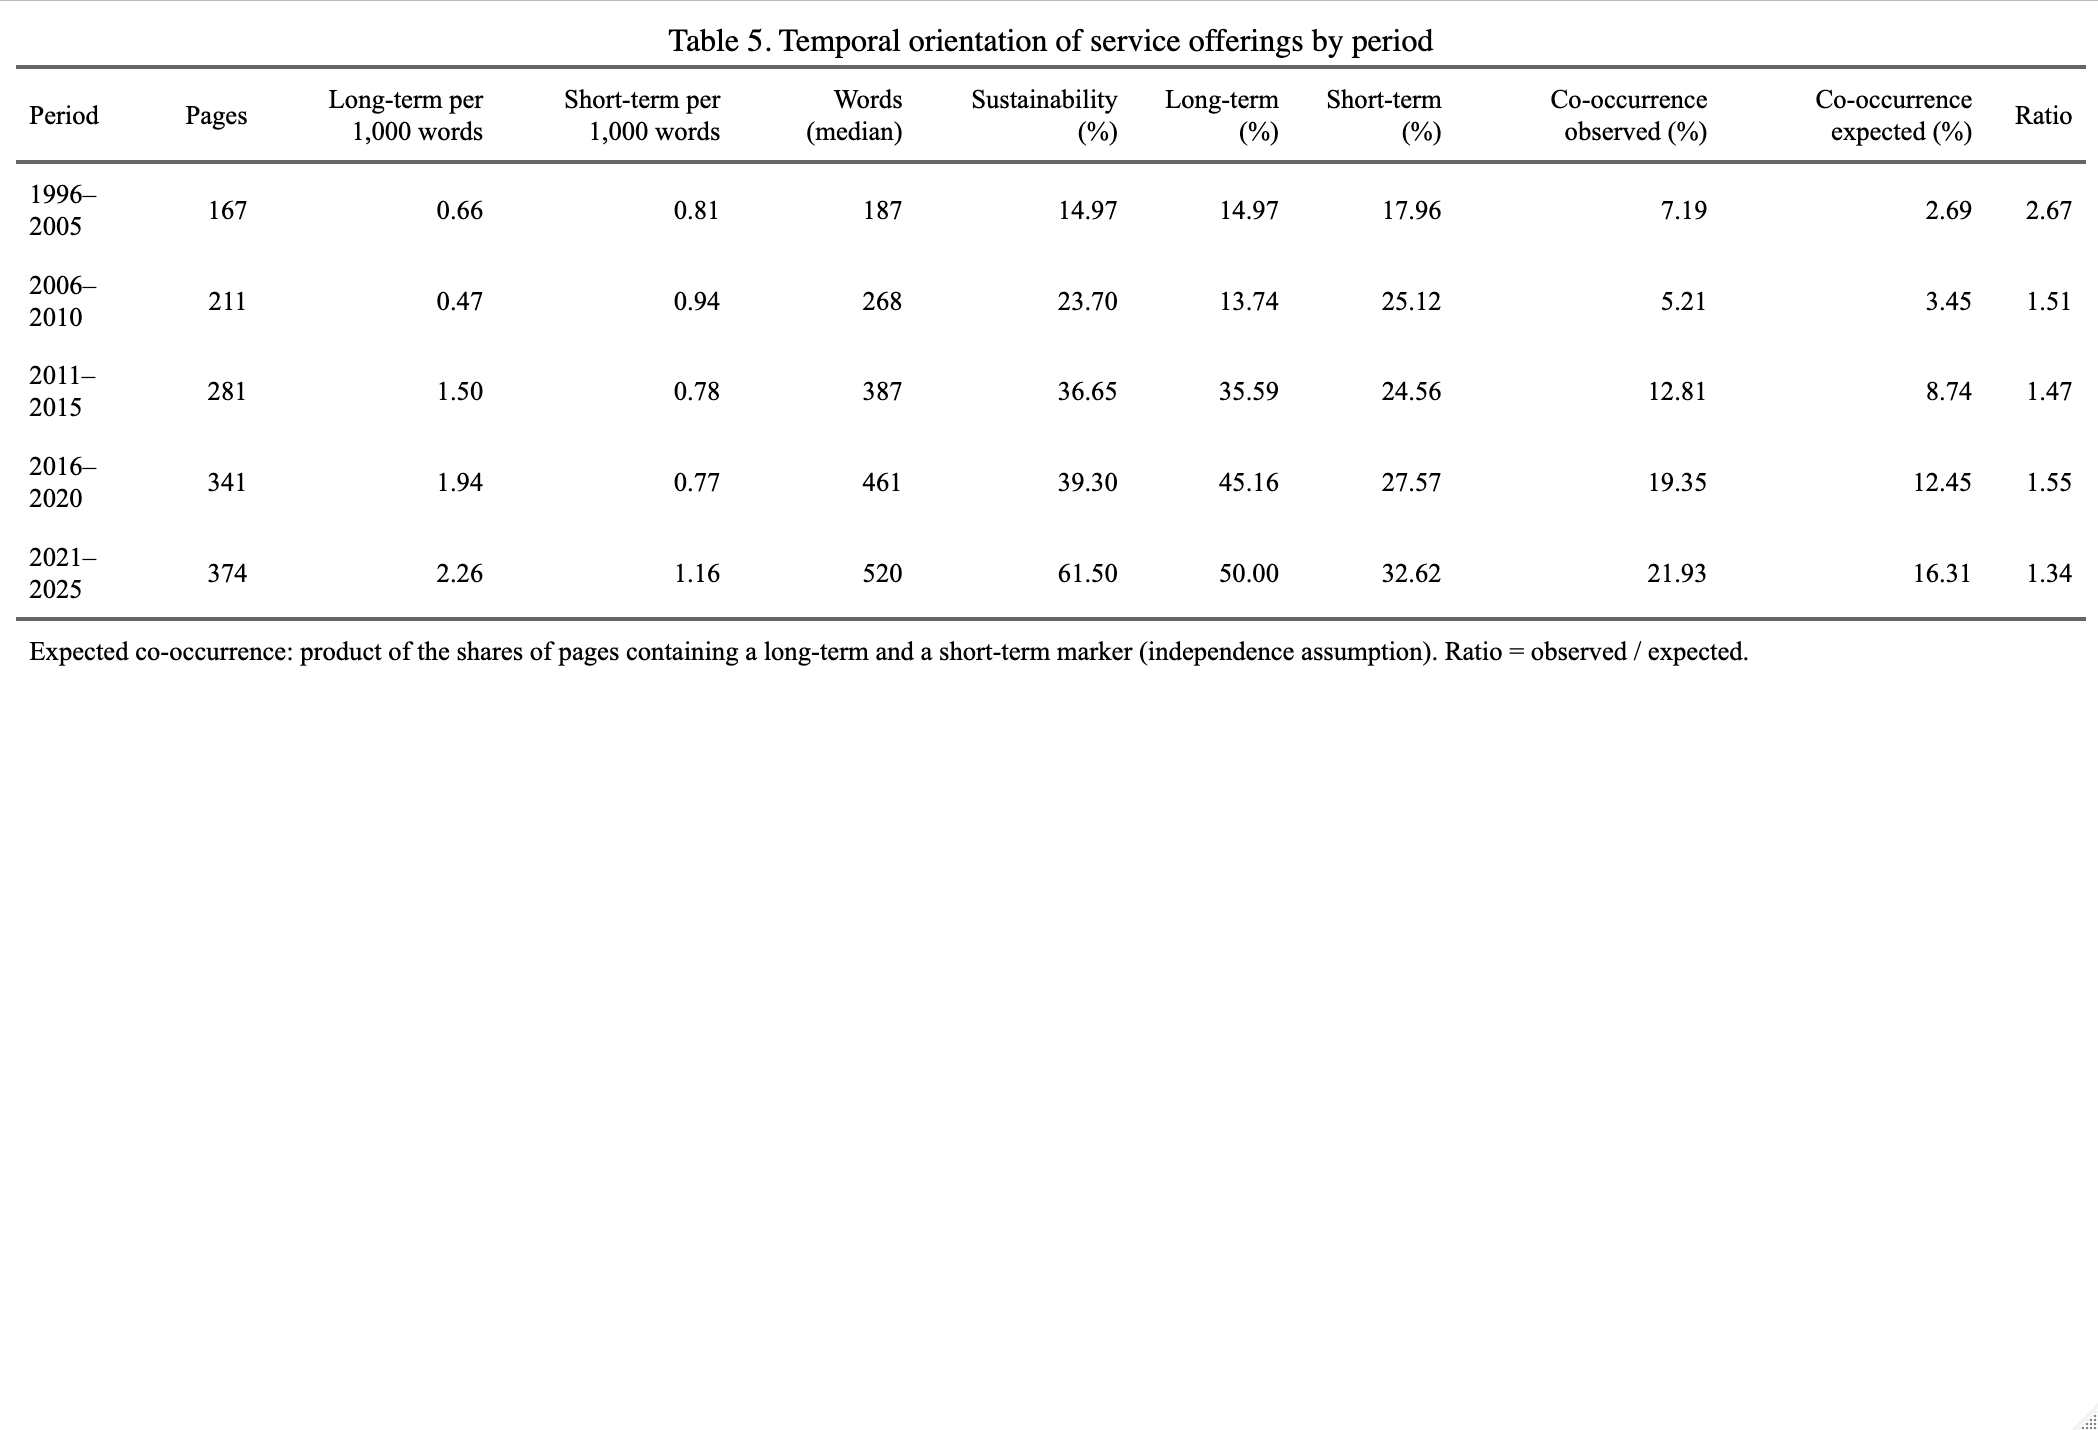 Table 5. Temporal orientation of service offerings by period
Period Pages Long-term per 1,000 words Short-term per 1,000 words Words (median) Sustainability (%) Long-term (%) Short-term (%) Co-occurrence observed (%) Co-occurrence expected (%) Ratio
1996–2005 167 0.66 0.81 187 14.97 14.97 17.96 7.19 2.69 2.67
2006–2010 211 0.47 0.94 268 23.70 13.74 25.12 5.21 3.45 1.51
2011–2015 281 1.50 0.78 387 36.65 35.59 24.56 12.81 8.74 1.47
2016–2020 341 1.94 0.77 461 39.30 45.16 27.57 19.35 12.45 1.55
2021–2025 374 2.26 1.16 520 61.50 50.00 32.62 21.93 16.31 1.34
Expected co-occurrence: product of the shares of pages containing a long-term and a short-term marker (independence assumption). Ratio = observed / expected.